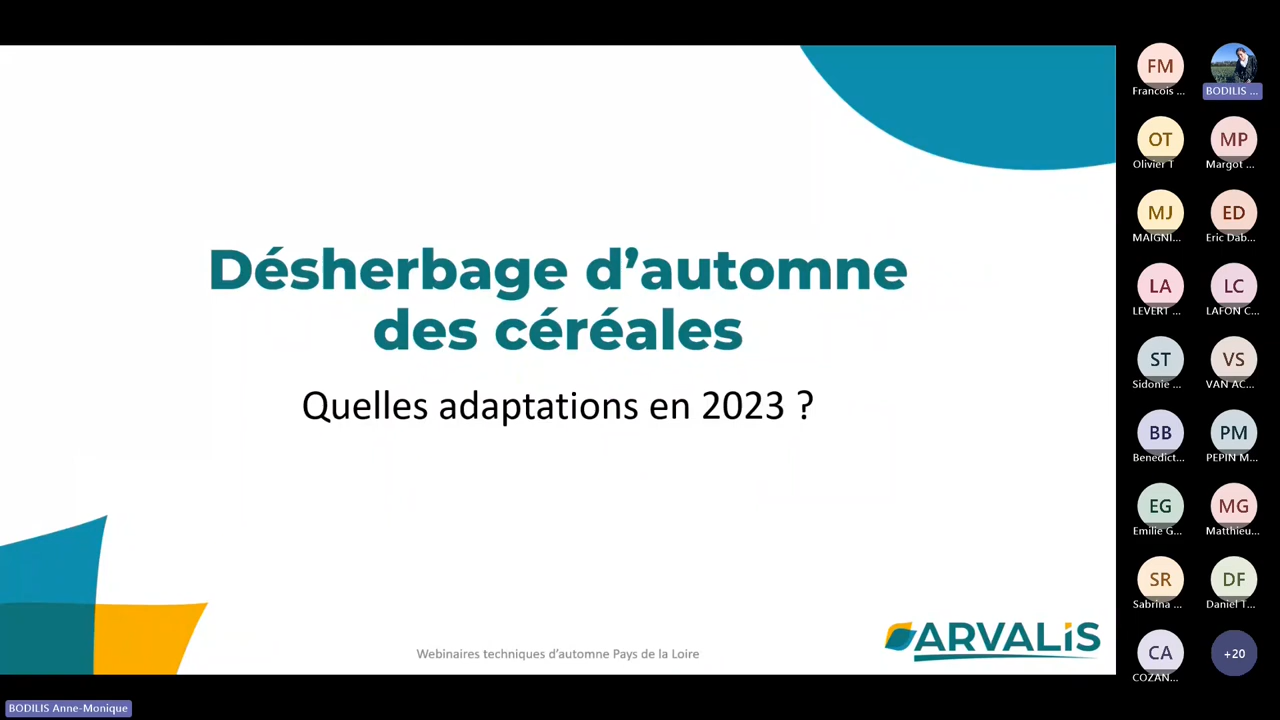 Désherbage d’automne
des céréales
Quelles adaptations en 2023 ?
Webinaires techniques d’automne Pays de la Loire
ARVALIS
FM
Francois ...
BODILIS ...
OT
Olivier T
MP
Margot ...
MJ
MAIGNI...
ED
Eric Dab...
LA
LEVERT ...
LC
LAFON C...
ST
Sidonie ...
VS
VAN AC...
BB
Benedict...
PM
PEPIN M...
EG
Emilie G...
MG
Matthieu...
SR
Sabrina ...
DF
Daniel T...
CA
COZAN...
+20
BODILIS Anne-Monique